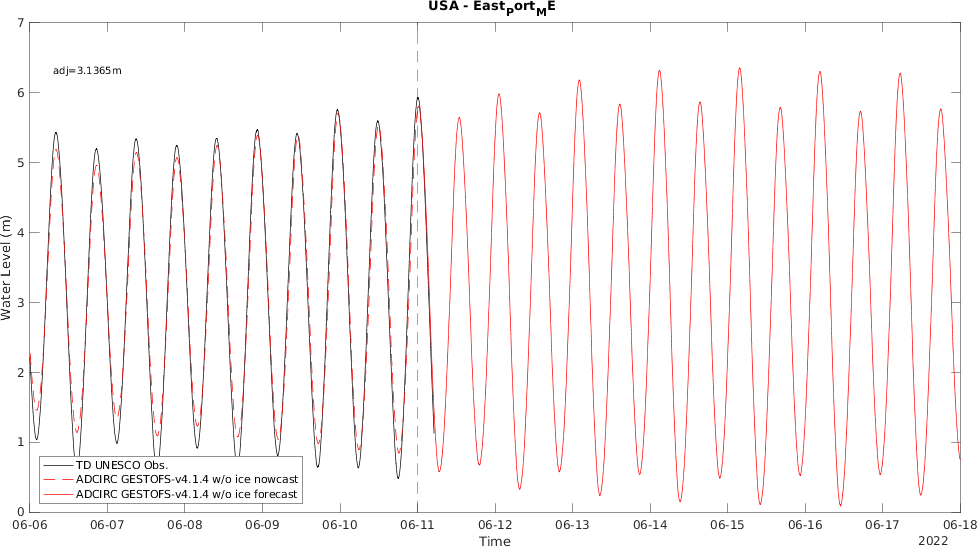 USA - EastPortME
7
adj=3.1365m
6
5
4
3
2
1
0
Water Level (m)
TD UNESCO Obs.
ADCIRC GESTOFS-v4.1.4 w/o ice nowcast
ADCIRC GESTOFS-v4.1.4 w/o ice forecast
06-06 06-07 06-08 06-09 06-10 06-11 06-12 06-13 06-14 06-15 06-16 06-17 06-18
Time
2022